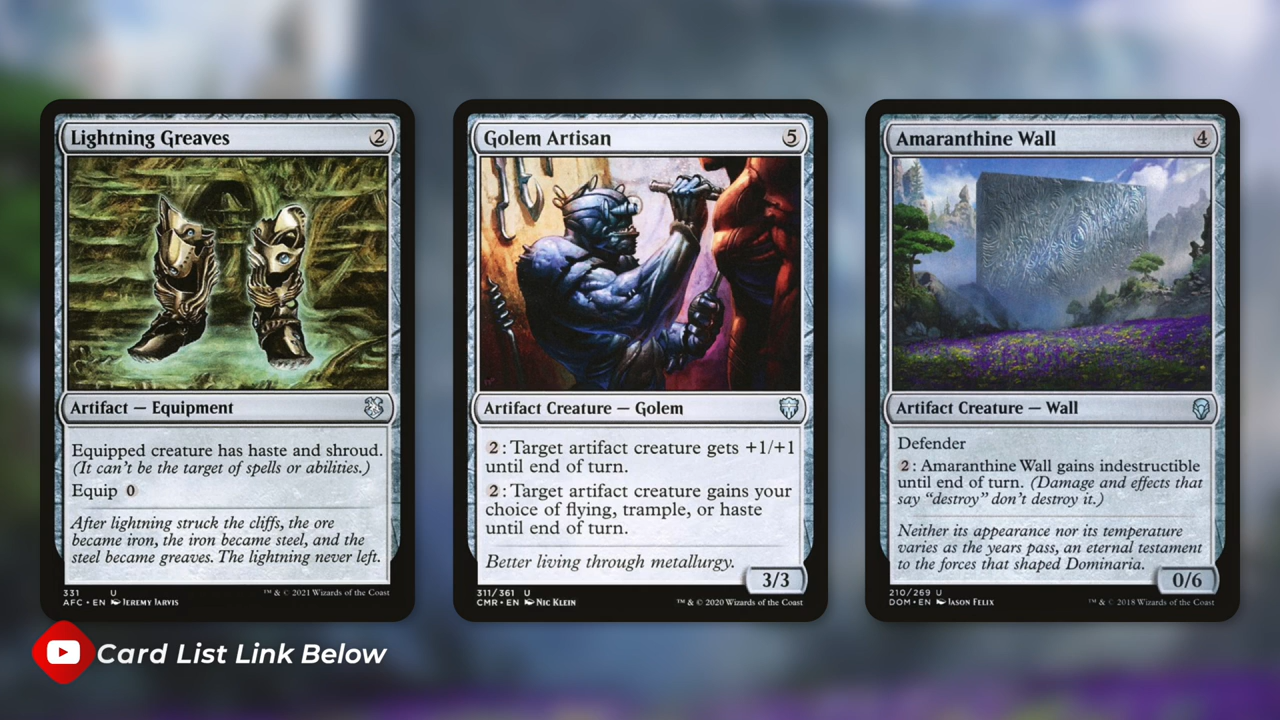 Lightning Greaves 2
Artifact — Equipment
Equipped creature has haste and shroud.
(It can't be the target of spells or abilities.)
Equip 0
After lightning struck the cliffs, the ore
became iron, the iron became steel, and the
steel became greaves. The lightning never left.
331 U
AFC • EN Jeremy Jarvis
™ & © 2021 Wizards of the Coast
Golem Artisan 5
Artifact Creature — Golem
2: Target artifact creature gets +1/+1
until end of turn.
2: Target artifact creature gains your
choice of flying, trample, or haste
until end of turn.
Better living through metallurgy.
3/3
311/361 U
CMR • EN Nic Klein
™ & © 2020 Wizards of the Coast
Amaranthine Wall 4
Artifact Creature — Wall
Defender
2: Amaranthine Wall gains indestructible
until end of turn. (Damage and effects that
say "destroy" don't destroy it.)
Neither its appearance nor its temperature
varies as the years pass, an eternal testament
to the forces that shaped Dominaria.
0/6
210/269 U
DOM • EN Jason Felix
™ & © 2018 Wizards of the Coast
Card List Link Below